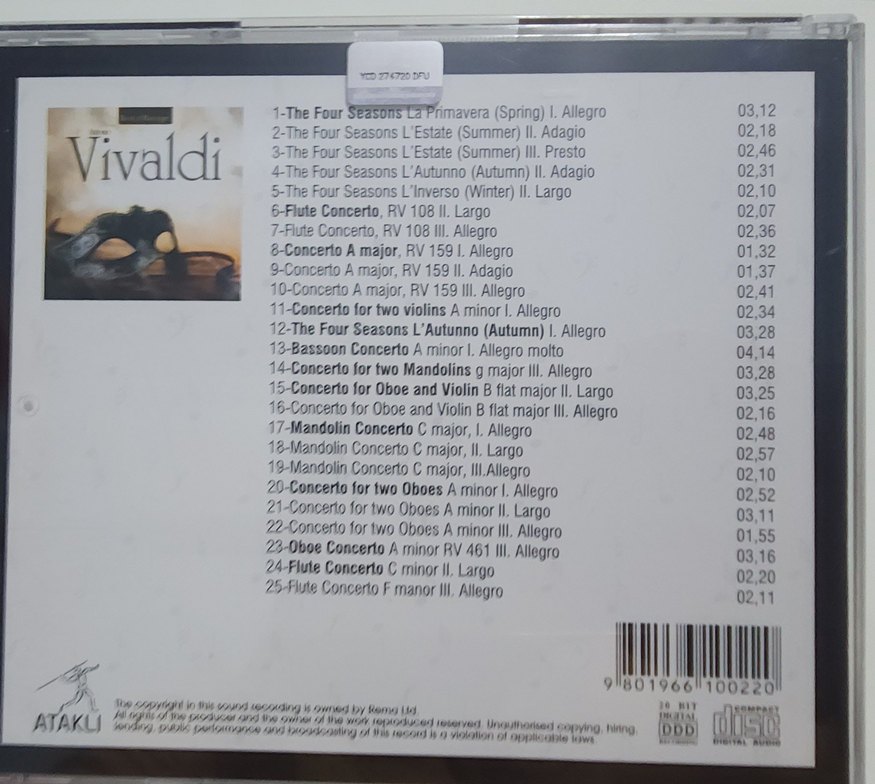 YCD 274720 DFU
Vivaldi
1-The Four Seasons La Primavera (Spring) I. Allegro 03,12
2-The Four Seasons L'Estate (Summer) II. Adagio 02,18
3-The Four Seasons L'Estate (Summer) III. Presto 02,46
4-The Four Seasons L'Autunno (Autumn) II. Adagio 02,31
5-The Four Seasons L'Inverso (Winter) II. Largo 02,10
6-Flute Concerto, RV 108 II. Largo 02,07
7-Flute Concerto, RV 108 III. Allegro 02,36
8-Concerto A major, RV 159 I. Allegro 01,32
9-Concerto A major, RV 159 II. Adagio 01,37
10-Concerto A major, RV 159 III. Allegro 02,41
11-Concerto for two violins A minor I. Allegro 02,34
12-The Four Seasons L'Autunno (Autumn) I. Allegro 03,28
13-Bassoon Concerto A minor I. Allegro molto 04,14
14-Concerto for two Mandolins g major III. Allegro 03,28
15-Concerto for Oboe and Violin B flat major II. Largo 03,25
16-Concerto for Oboe and Violin B flat major III. Allegro 02,16
17-Mandolin Concerto C major, I. Allegro 02,48
18-Mandolin Concerto C major, II. Largo 02,57
19-Mandolin Concerto C major, III.Allegro 02,10
20-Concerto for two Oboes A minor I. Allegro 02,52
21-Concerto for two Oboes A minor II. Largo 03,11
22-Concerto for two Oboes A minor III. Allegro 01,55
23-Oboe Concerto A minor RV 461 III. Allegro 03,16
24-Flute Concerto C minor II. Largo 02,20
25-Flute Concerto F manor III. Allegro 02,11
9 801966 100220
ATAKLI
The copyright in this sound recording is owned by Rema Ltd.
All rights of the producer and the owner of the work reproduced reserved. Unauthorised copying, hiring,
lending, public performance and broadcasting of this record is a violation of applicable laws.
BIT
DIGITAL
DDD
COMPACT
disc
DIGITAL AUDIO